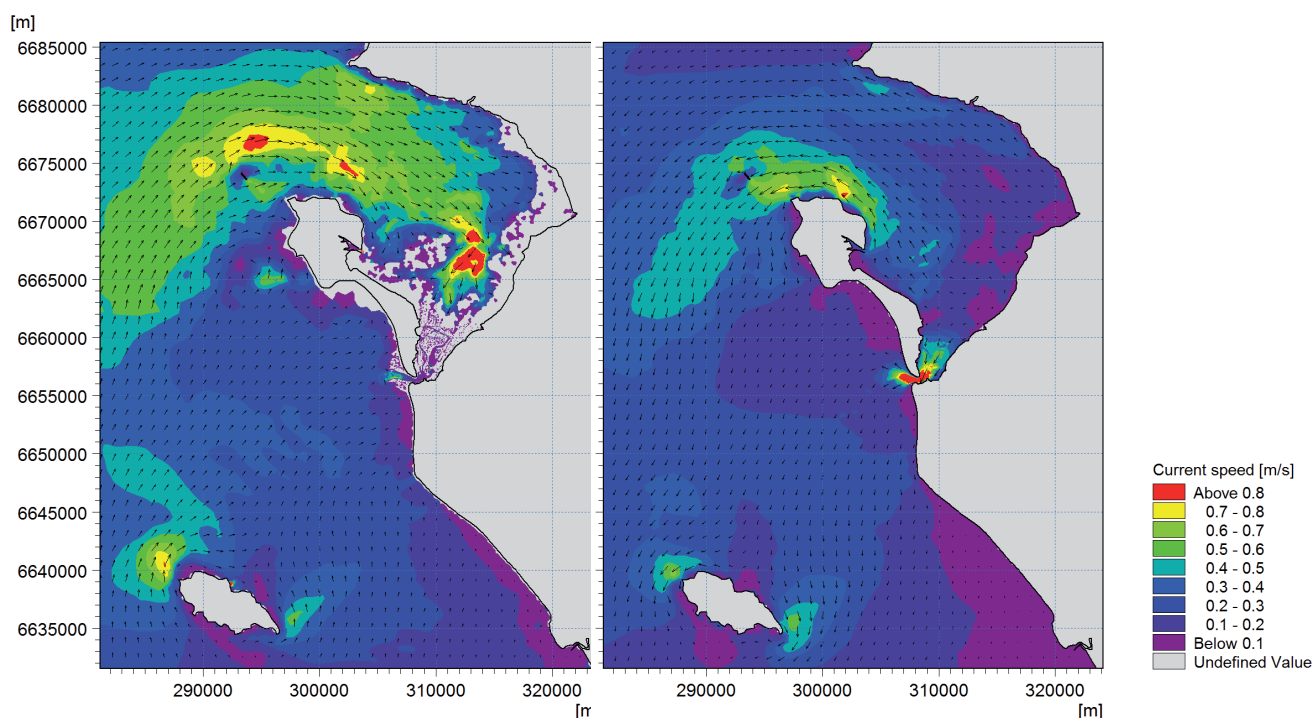 [m]
6685000
6680000
6675000
6670000
6665000
6660000
6655000
6650000
6645000
6640000
6635000
290000 300000 310000 320000
[m
290000 300000 310000 320000
[m]
Current speed [m/s]
Above 0.8
0.7 - 0.8
0.6 - 0.7
0.5 - 0.6
0.4 - 0.5
0.3 - 0.4
0.2 - 0.3
0.1 - 0.2
Below 0.1
Undefined Value